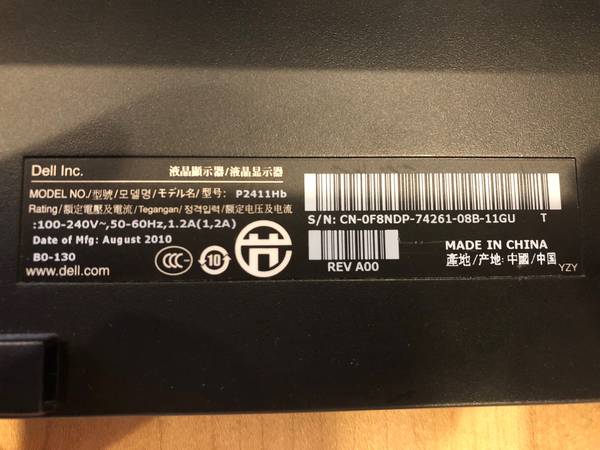 Dell Inc. 液晶顯示器/液晶显示器
MODEL NO./型號/모델명/モデル名/型号: P2411Hb
Rating/額定電壓及電流/Tegangan/정격입력/额定电压及电流
:100-240V~,50-60Hz,1.2A(1,2A)
Date of Mfg: August 2010
B0-130
www.dell.com
CCC
10
S/N: CN-0F8NDP-74261-08B-11GU T
REV A00
MADE IN CHINA
產地/产地: 中國/中国
YZY